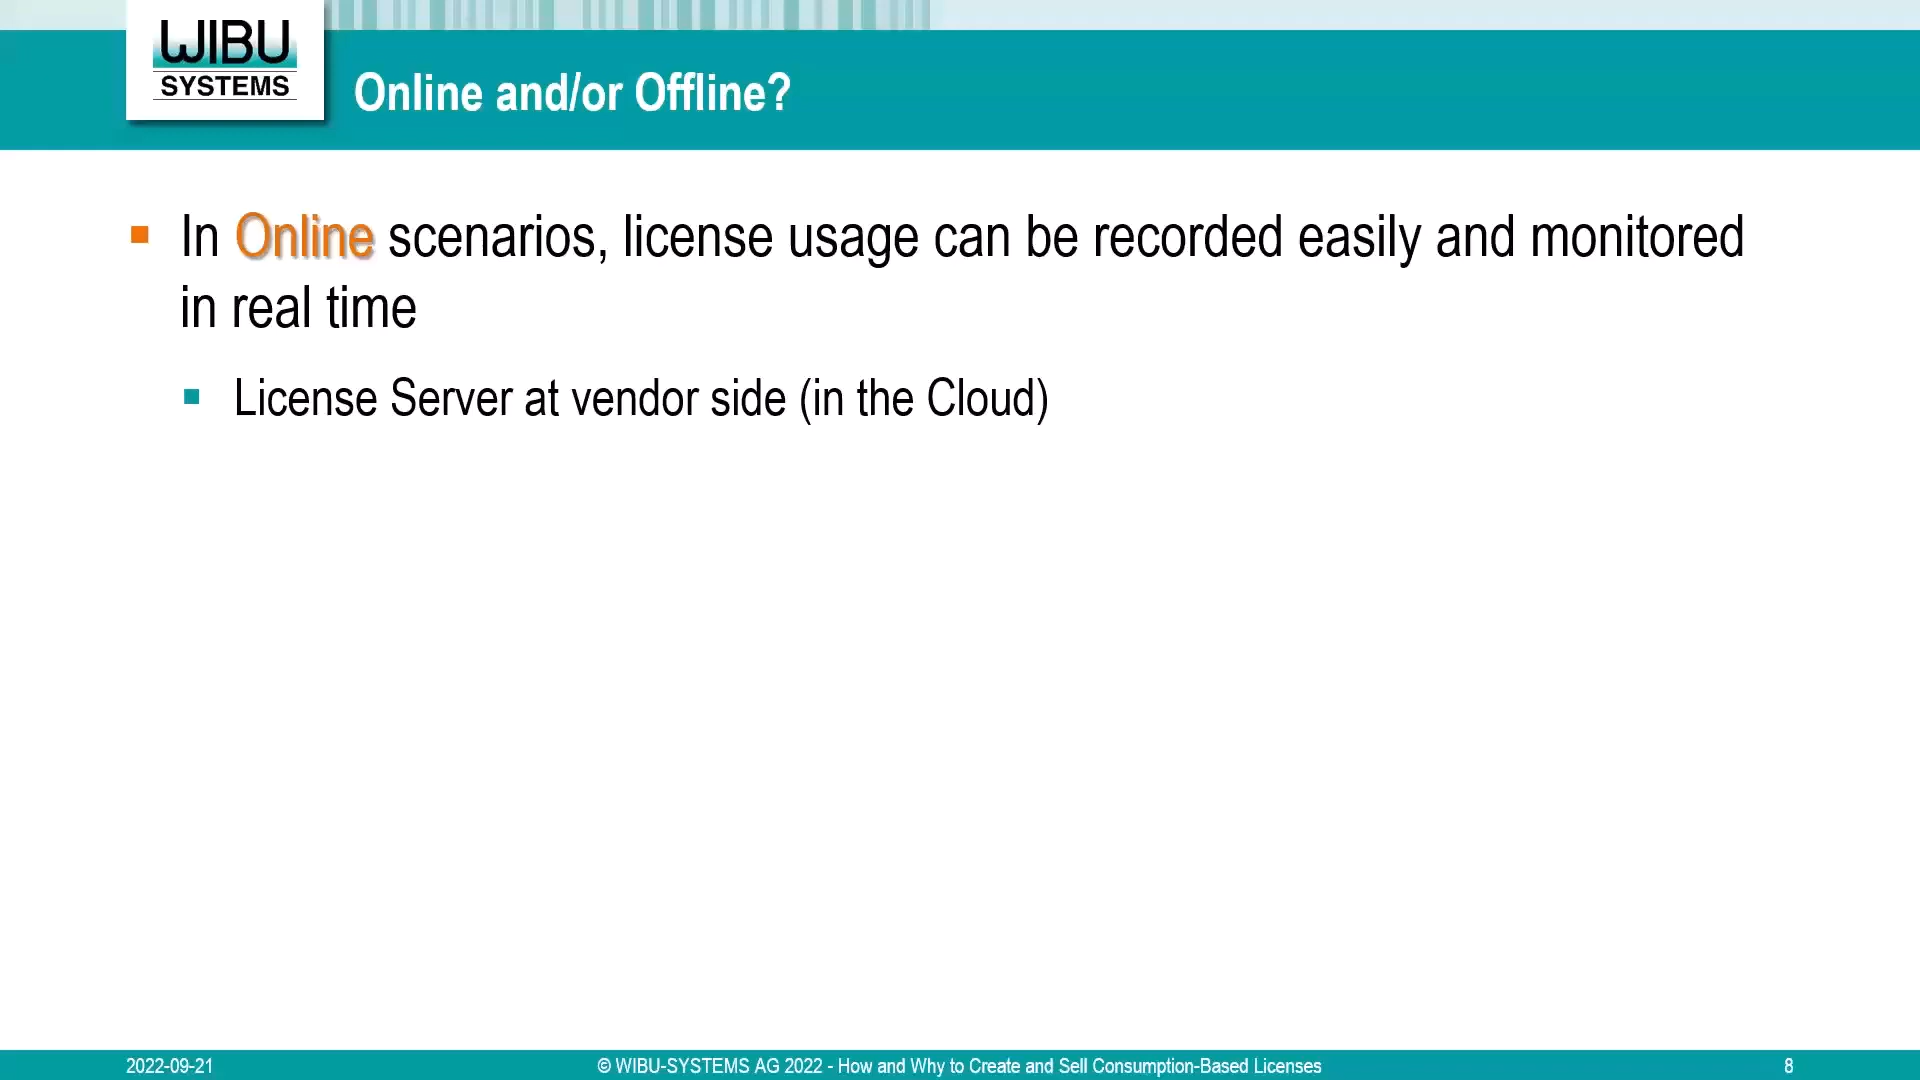 WIBU
SYSTEMS
Online and/or Offline?
In Online scenarios, license usage can be recorded easily and monitored
in real time
License Server at vendor side (in the Cloud)
2022-09-21
© WIBU-SYSTEMS AG 2022 - How and Why to Create and Sell Consumption-Based Licenses
8